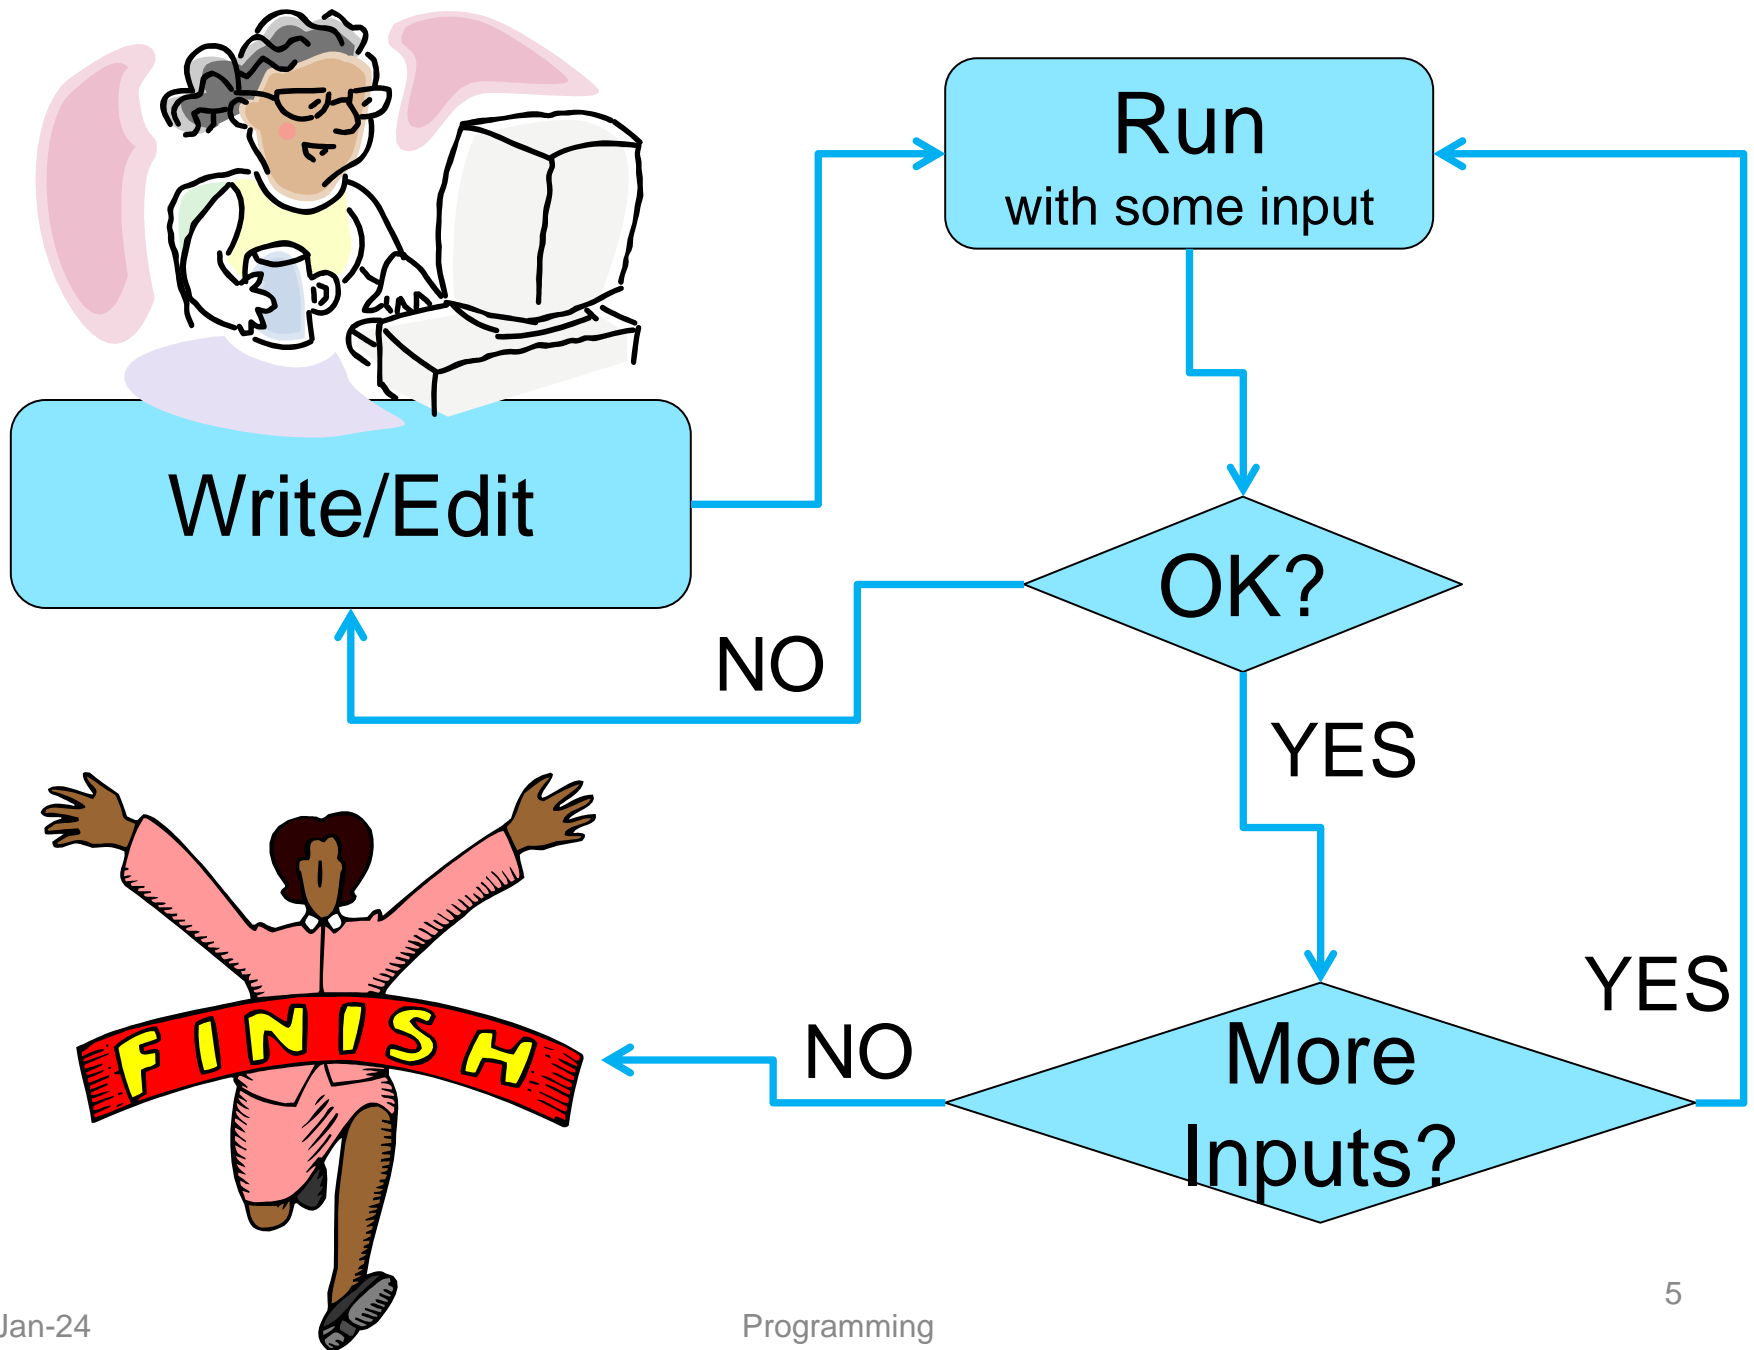 Run
with some input
Write/Edit
OK?
NO
YES
FINISH
NO
More
Inputs?
YES
Jan-24
Programming
5